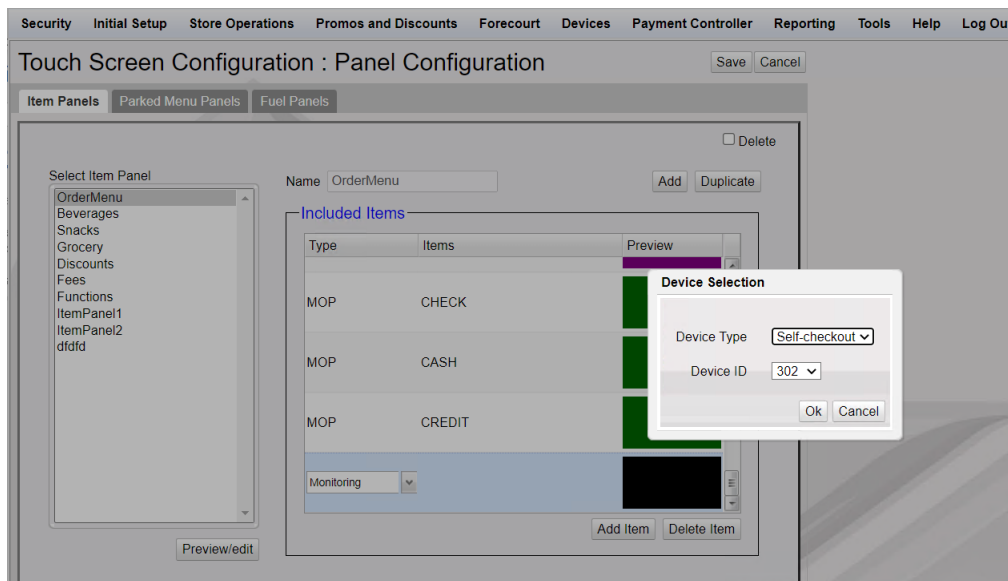 Security Initial Setup Store Operations Promos and Discounts Forecourt Devices Payment Controller Reporting Tools Help Log Ou
Touch Screen Configuration : Panel Configuration
Save Cancel
Item Panels Parked Menu Panels Fuel Panels
Delete
Select Item Panel
OrderMenu
Beverages
Snacks
Grocery
Discounts
Fees
Functions
ItemPanel1
ItemPanel2
dfdfd
Preview/edit
Name OrderMenu
Add Duplicate
Included Items
Type Items Preview
MOP CHECK
MOP CASH
MOP CREDIT
Monitoring
Add Item Delete Item
Device Selection
Device Type Self-checkout
Device ID 302
Ok Cancel